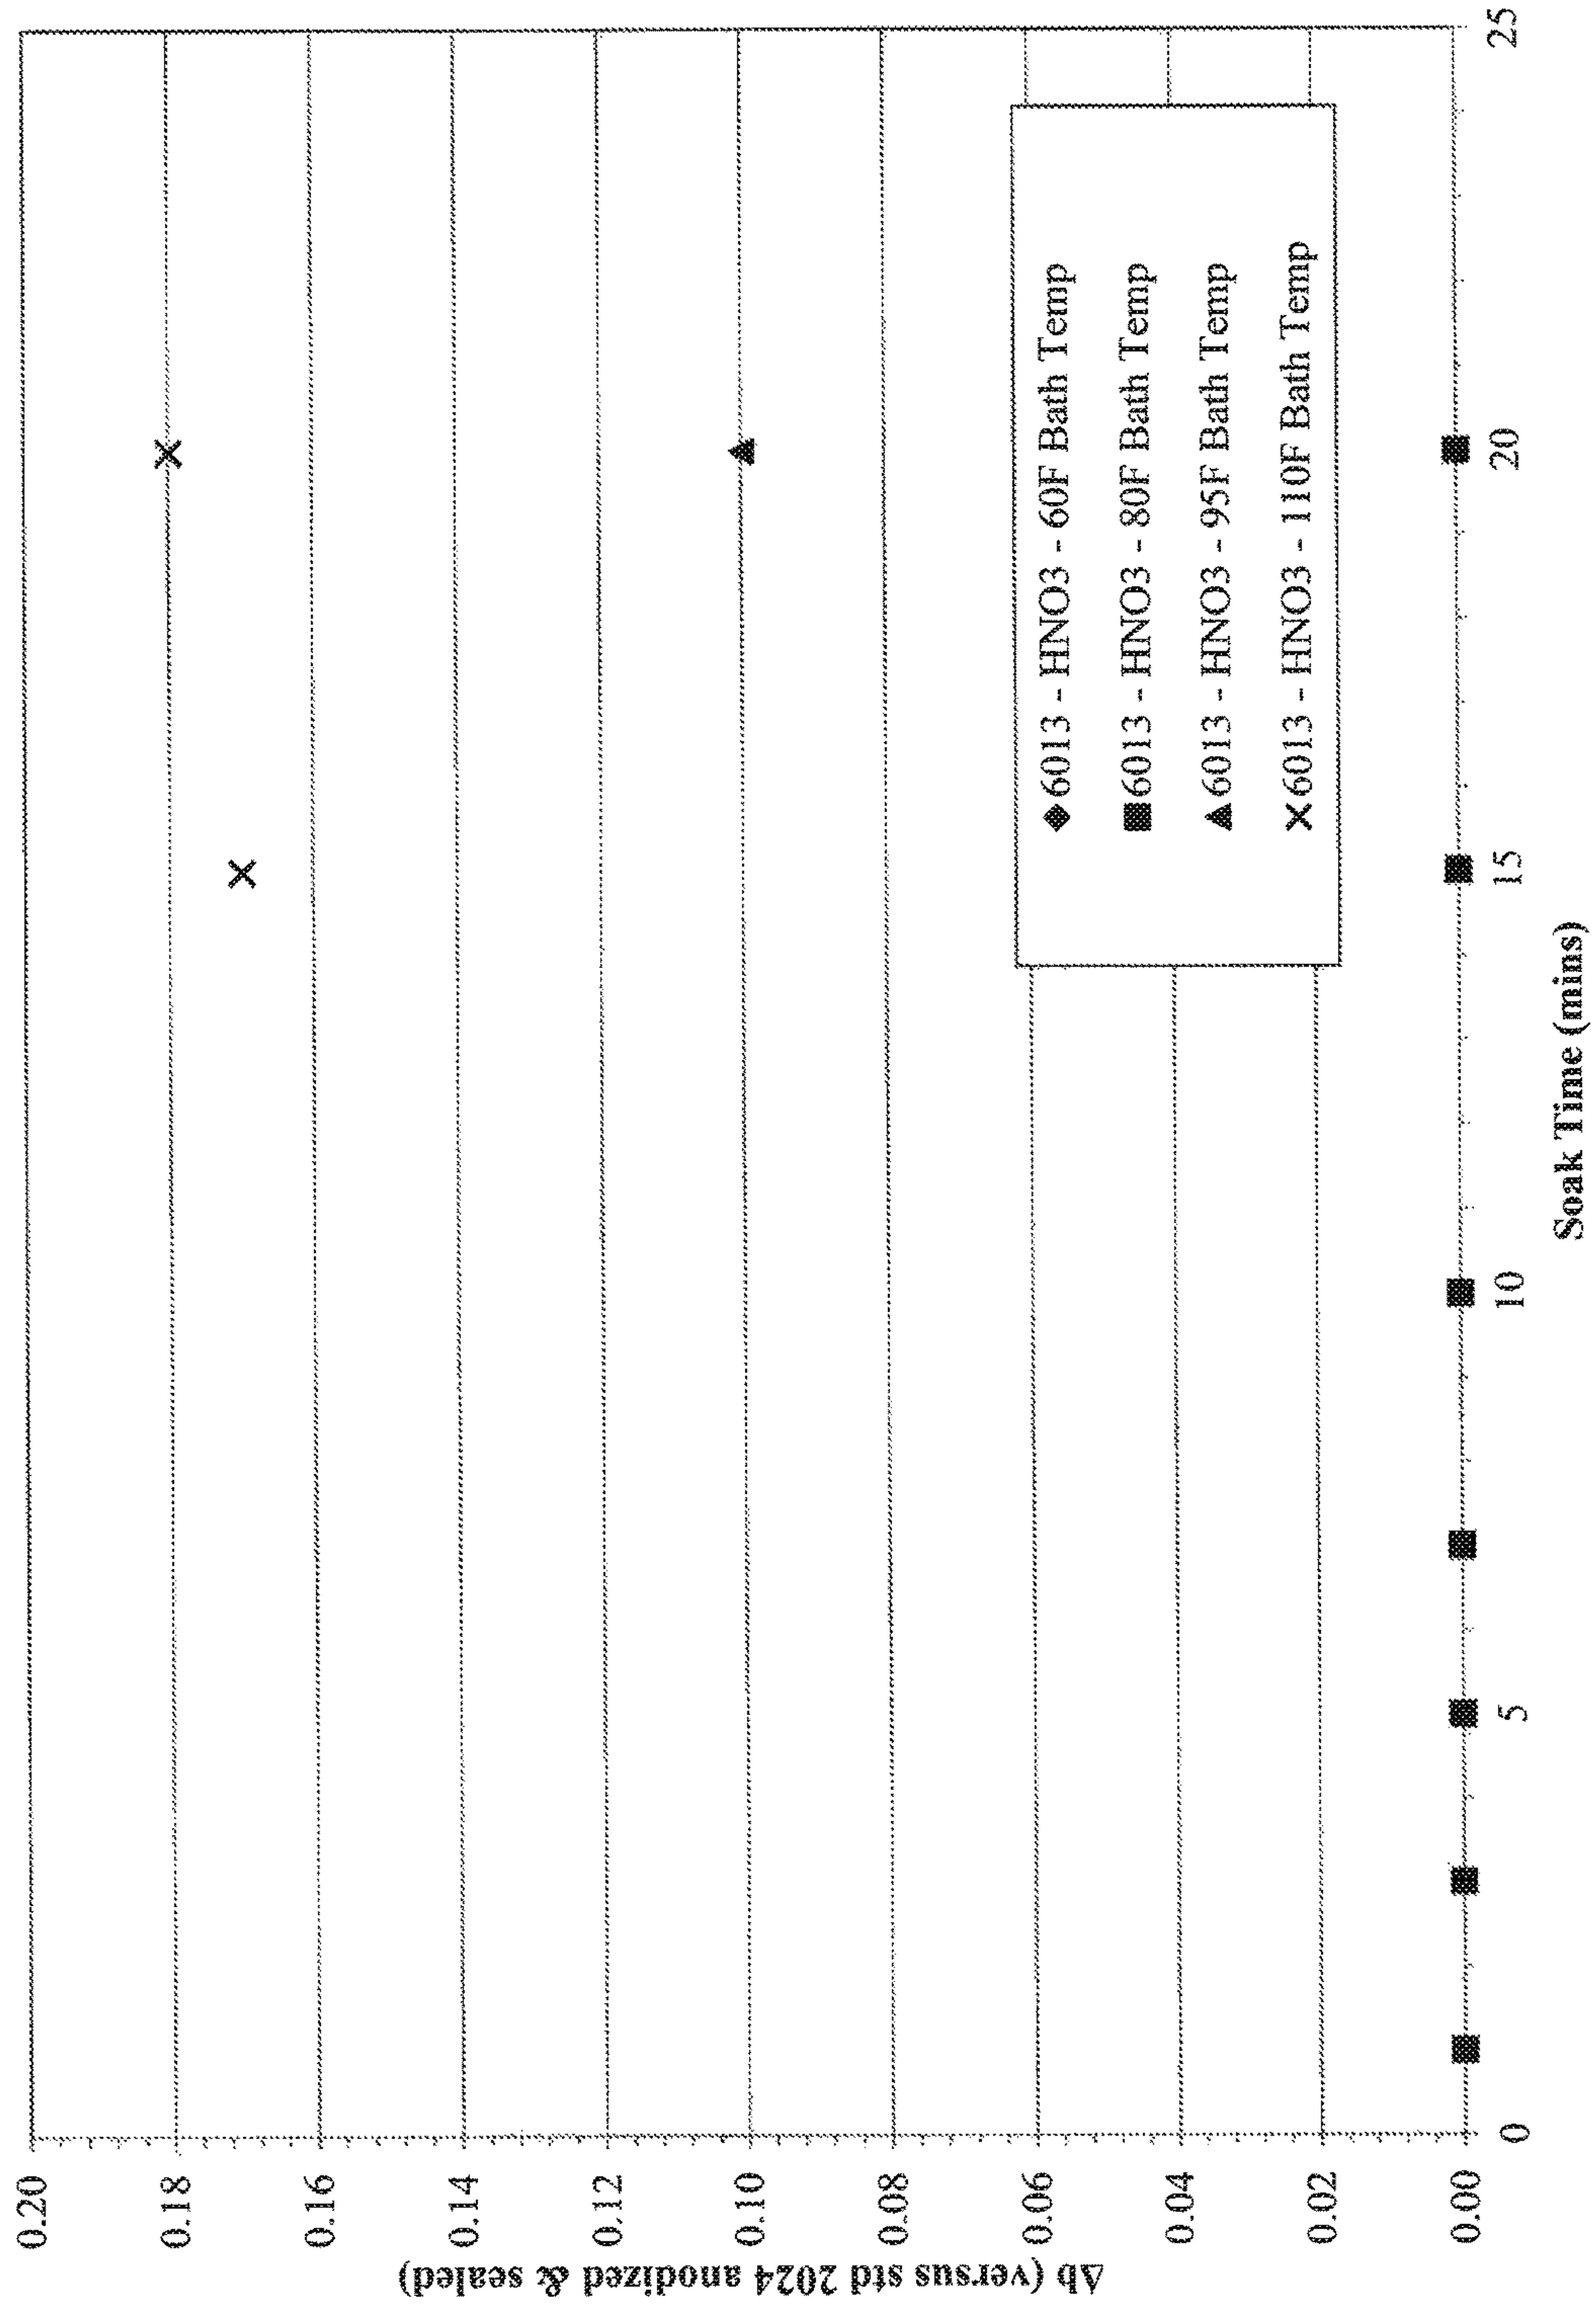 Δb (versus std 2024 anodized & sealed)
0.20
0.18
0.16
0.14
0.12
0.10
0.08
0.06
0.04
0.02
0.00
6013 - HNO3 - 60F Bath Temp
6013 - HNO3 - 80F Bath Temp
6013 - HNO3 - 95F Bath Temp
6013 - HNO3 - 110F Bath Temp
0
5
10
15
20
25
Soak Time (mins)